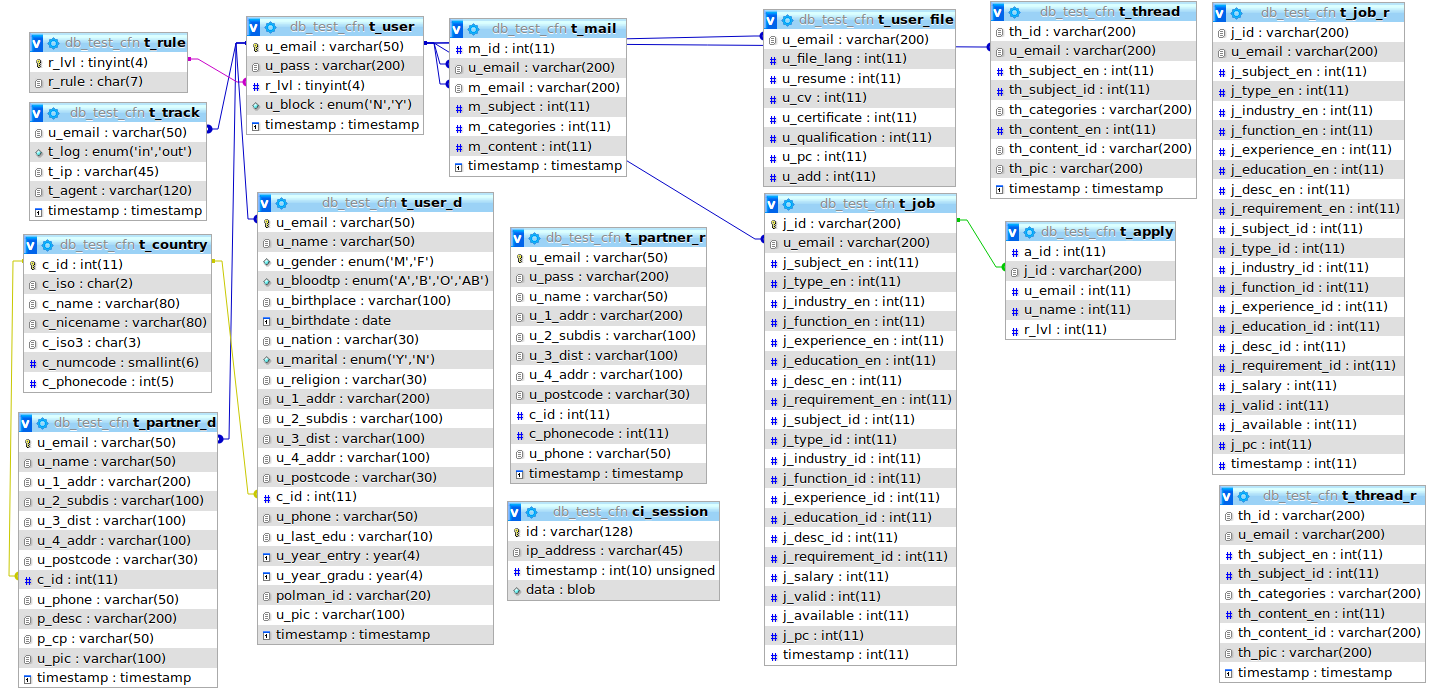 db_test_cfn t_rule
r_lvl : tinyint(4)
r_rule : char(7)
db_test_cfn t_track
u_email : varchar(50)
t_log : enum('in','out')
t_ip : varchar(45)
t_agent : varchar(120)
timestamp : timestamp
db_test_cfn t_country
c_id : int(11)
c_iso : char(2)
c_name : varchar(80)
c_nicename : varchar(80)
c_iso3 : char(3)
c_numcode : smallint(6)
c_phonecode : int(5)
db_test_cfn t_partner_d
u_email : varchar(50)
u_name : varchar(50)
u_1_addr : varchar(200)
u_2_subdis : varchar(100)
u_3_dist : varchar(100)
u_4_addr : varchar(100)
u_postcode : varchar(30)
c_id : int(11)
u_phone : varchar(50)
p_desc : varchar(200)
p_cp : varchar(50)
u_pic : varchar(100)
timestamp : timestamp
db_test_cfn t_user
u_email : varchar(50)
u_pass : varchar(200)
r_lvl : tinyint(4)
u_block : enum('N','Y')
timestamp : timestamp
db_test_cfn t_user_d
u_email : varchar(50)
u_name : varchar(50)
u_gender : enum('M','F')
u_bloodtp : enum('A','B','O','AB')
u_birthplace : varchar(100)
u_birthdate : date
u_nation : varchar(30)
u_marital : enum('Y','N')
u_religion : varchar(30)
u_1_addr : varchar(200)
u_2_subdis : varchar(100)
u_3_dist : varchar(100)
u_4_addr : varchar(100)
u_postcode : varchar(30)
c_id : int(11)
u_phone : varchar(50)
u_last_edu : varchar(10)
u_year_entry : year(4)
u_year_gradu : year(4)
polman_id : varchar(20)
u_pic : varchar(100)
timestamp : timestamp
db_test_cfn t_mail
m_id : int(11)
u_email : varchar(200)
m_email : varchar(200)
m_subject : int(11)
m_categories : int(11)
m_content : int(11)
timestamp : timestamp
db_test_cfn t_partner_r
u_email : varchar(50)
u_pass : varchar(200)
u_name : varchar(50)
u_1_addr : varchar(200)
u_2_subdis : varchar(100)
u_3_dist : varchar(100)
u_4_addr : varchar(100)
u_postcode : varchar(30)
c_id : int(11)
c_phonecode : int(11)
u_phone : varchar(50)
timestamp : timestamp
db_test_cfn ci_session
id : varchar(128)
ip_address : varchar(45)
timestamp : int(10) unsigned
data : blob
db_test_cfn t_user_file
u_email : varchar(200)
u_file_lang : int(11)
u_resume : int(11)
u_cv : int(11)
u_certificate : int(11)
u_qualification : int(11)
u_pc : int(11)
u_add : int(11)
db_test_cfn t_job
j_id : varchar(200)
u_email : varchar(200)
j_subject_en : int(11)
j_type_en : int(11)
j_industry_en : int(11)
j_function_en : int(11)
j_experience_en : int(11)
j_education_en : int(11)
j_desc_en : int(11)
j_requirement_en : int(11)
j_subject_id : int(11)
j_type_id : int(11)
j_industry_id : int(11)
j_function_id : int(11)
j_experience_id : int(11)
j_education_id : int(11)
j_desc_id : int(11)
j_requirement_id : int(11)
j_salary : int(11)
j_valid : int(11)
j_available : int(11)
j_pc : int(11)
timestamp : int(11)
db_test_cfn t_thread
th_id : varchar(200)
u_email : varchar(200)
th_subject_en : int(11)
th_subject_id : int(11)
th_categories : varchar(200)
th_content_en : int(11)
th_content_id : varchar(200)
th_pic : varchar(200)
timestamp : timestamp
db_test_cfn t_apply
a_id : int(11)
j_id : varchar(200)
u_email : int(11)
u_name : int(11)
r_lvl : int(11)
db_test_cfn t_job_r
j_id : varchar(200)
u_email : varchar(200)
j_subject_en : int(11)
j_type_en : int(11)
j_industry_en : int(11)
j_function_en : int(11)
j_experience_en : int(11)
j_education_en : int(11)
j_desc_en : int(11)
j_requirement_en : int(11)
j_subject_id : int(11)
j_type_id : int(11)
j_industry_id : int(11)
j_function_id : int(11)
j_experience_id : int(11)
j_education_id : int(11)
j_desc_id : int(11)
j_requirement_id : int(11)
j_salary : int(11)
j_valid : int(11)
j_available : int(11)
j_pc : int(11)
timestamp : int(11)
db_test_cfn t_thread_r
th_id : varchar(200)
u_email : varchar(200)
th_subject_en : int(11)
th_subject_id : int(11)
th_categories : varchar(200)
th_content_en : int(11)
th_content_id : varchar(200)
th_pic : varchar(200)
timestamp : timestamp